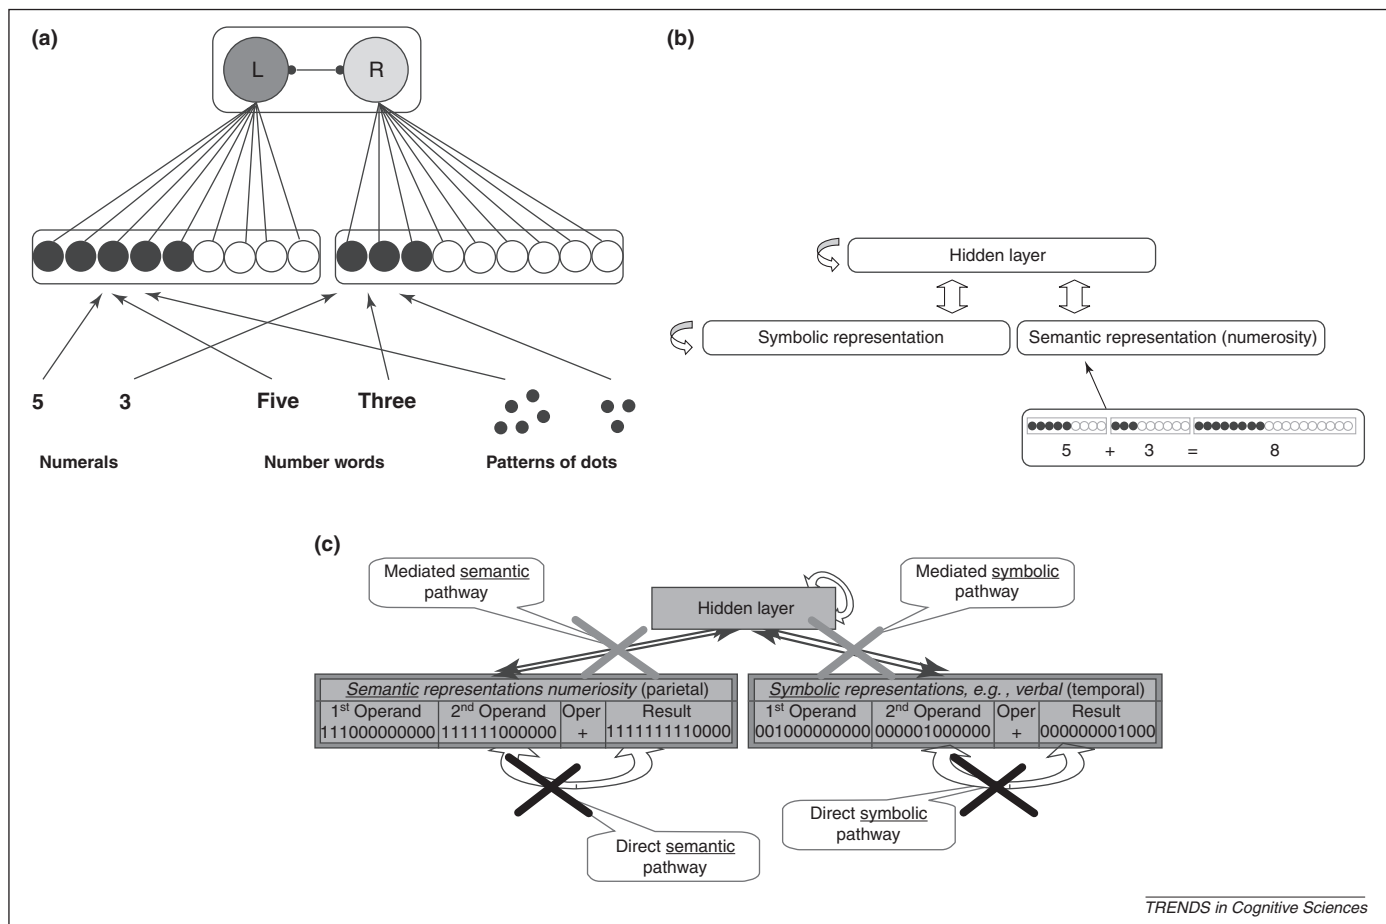 (a)
L
R
5
3
Five
Three
Numerals
Number words
Patterns of dots
(b)
Hidden layer
Symbolic representation
Semantic representation (numerosity)
5 + 3 = 8
(c)
Mediated semantic
pathway
Mediated symbolic
pathway
Hidden layer
Semantic representations numeriosity (parietal)
1st Operand
2nd Operand
Oper
Result
111000000000
111111000000
+
111111110000
Symbolic representations, e.g., verbal (temporal)
1st Operand
2nd Operand
Oper
Result
001000000000
000001000000
+
000000001000
Direct semantic
pathway
Direct symbolic
pathway
TRENDS in Cognitive Sciences